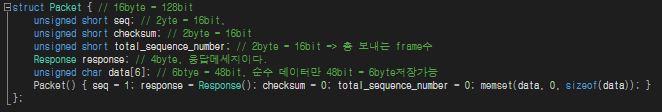 struct Packet { // 16byte = 128bit
unsigned short seq; // 2yte = 16bit,
unsigned short checksum; // 2byte = 16bit
unsigned short total_sequence_number; // 2byte = 16bit => 총 보내는 frame수
Response response; // 4byte, 응답메세지이다.
unsigned char data[6]; // 6btye = 48bit, 순수 데이터만 48bit = 6byte저장가능
Packet() { seq = 1; response = Response(); checksum = 0; total_sequence_number = 0; memset(data, 0, sizeof(data)); }
};